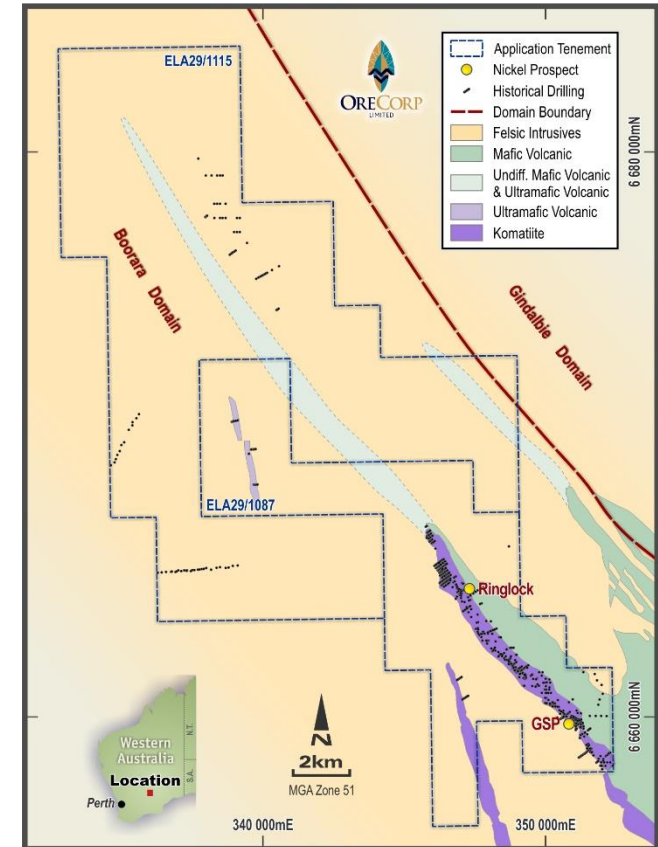 ELA29/1115
ORECORP
LIMITED
Application Tenement
Nickel Prospect
Historical Drilling
Domain Boundary
Felsic Intrusives
Mafic Volcanic
Undiff. Mafic Volcanic
& Ultramafic Volcanic
Ultramafic Volcanic
Komatiite
6 680 000mN
Boorara Domain
Gindalbie Domain
ELA29/1087
Ringlock
GSP
6 660 000mN
Western
Australia
Location
Perth
N.T.
S.A.
N
2km
MGA Zone 51
340 000mE
350 000mE